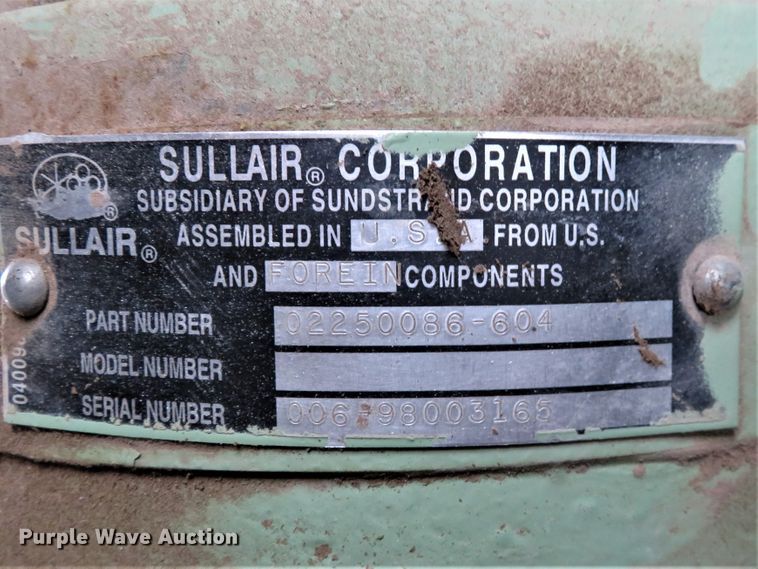 SULLAIR® CORPORATION
SUBSIDIARY OF SUNDSTRAND CORPORATION
SULLAIR®
ASSEMBLED IN U.S.A. FROM U.S.
AND FOREIN COMPONENTS
PART NUMBER 02250086-604
MODEL NUMBER
SERIAL NUMBER 006-98003165
Purple Wave Auction